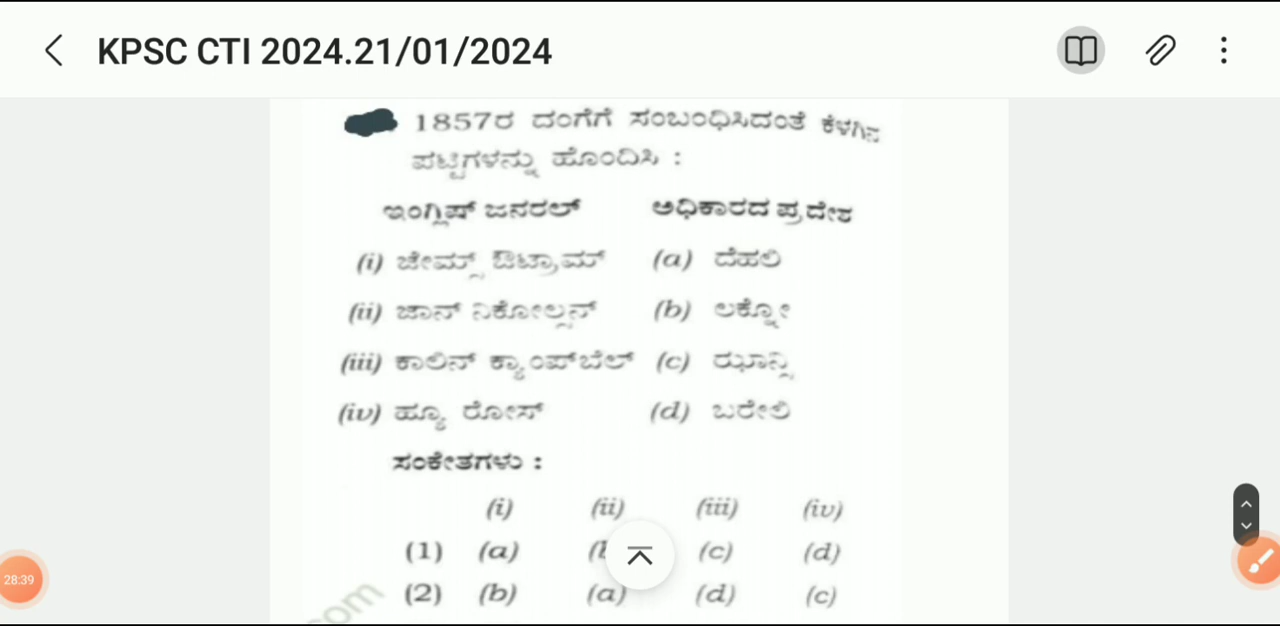 KPSC CTI 2024.21/01/2024
1857ರ ದಂಗೆಗೆ ಸಂಬಂಧಿಸಿದಂತೆ ಕೆಳಗಿನ
ಪಟ್ಟಿಗಳನ್ನು ಹೊಂದಿಸಿ :
ಇಂಗ್ಲಿಷ್ ಜನರಲ್ ಅಧಿಕಾರದ ಪ್ರದೇಶ
(i) ಜೇಮ್ಸ್ ಔಟ್ರಾಮ್ (a) ದೆಹಲಿ
(ii) ಜಾನ್ ನಿಕೋಲ್ಸನ್ (b) ಲಕ್ನೋ
(iii) ಕಾಲಿನ್ ಕ್ಯಾಂಪ್‌ಬೆಲ್ (c) ಝಾನ್ಸಿ
(iv) ಹ್ಯೂ ರೋಸ್ (d) ಬರೇಲಿ
ಸಂಕೇತಗಳು :
(i) (ii) (iii) (iv)
(1) (a) (c) (d)
(2) (b) (a) (d) (c)
28:39
om